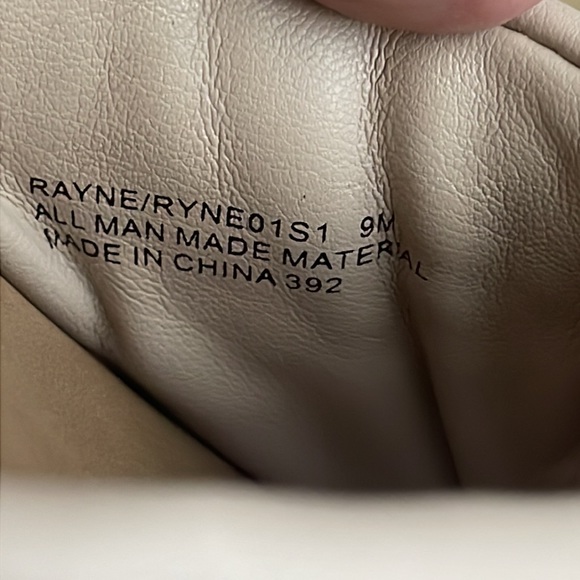 RAYNE/RYNE01S1 9M
ALL MAN MADE MATERIAL
MADE IN CHINA 392